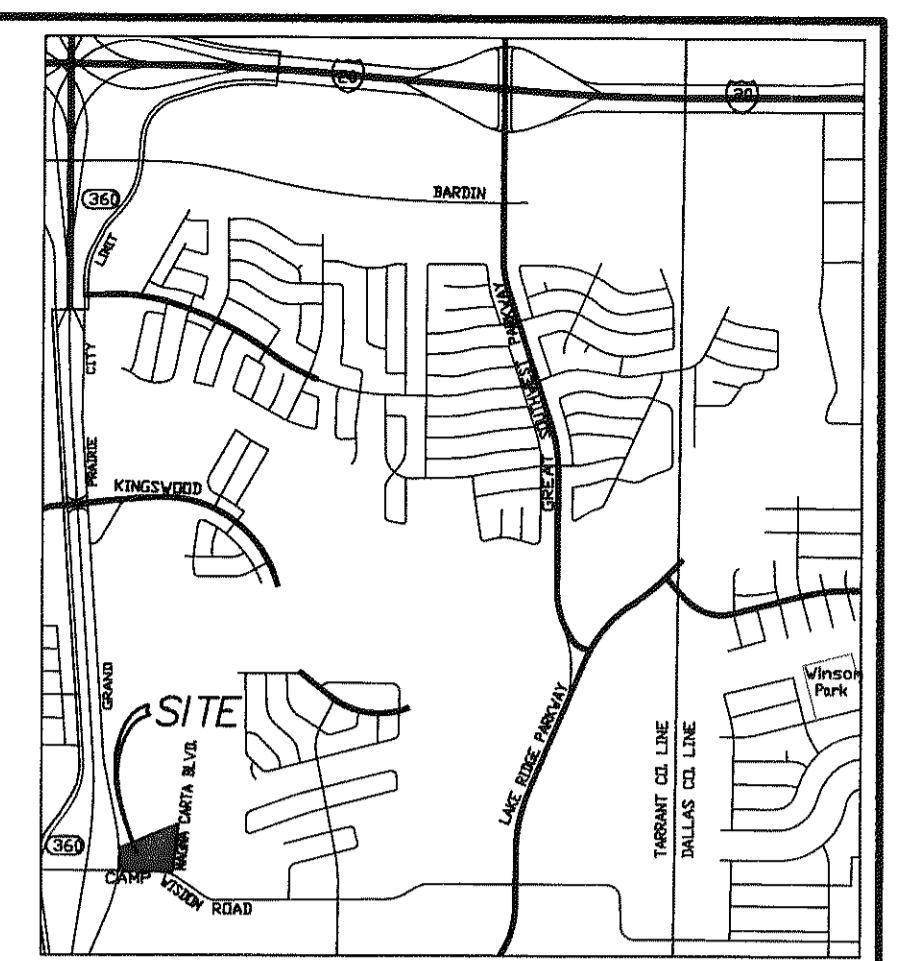 20
20
BARDIN
360
LIMIT
CITY
PRAIRIE
GRAND
GREAT SOUTHWEST PARKWAY
KINGSWOOD
Winson
Park
SITE
MAGNA CARTA BLVD.
LAKE RIDGE PARKWAY
TARRANT CO. LINE
DALLAS CO. LINE
360
CAMP WISDOM ROAD